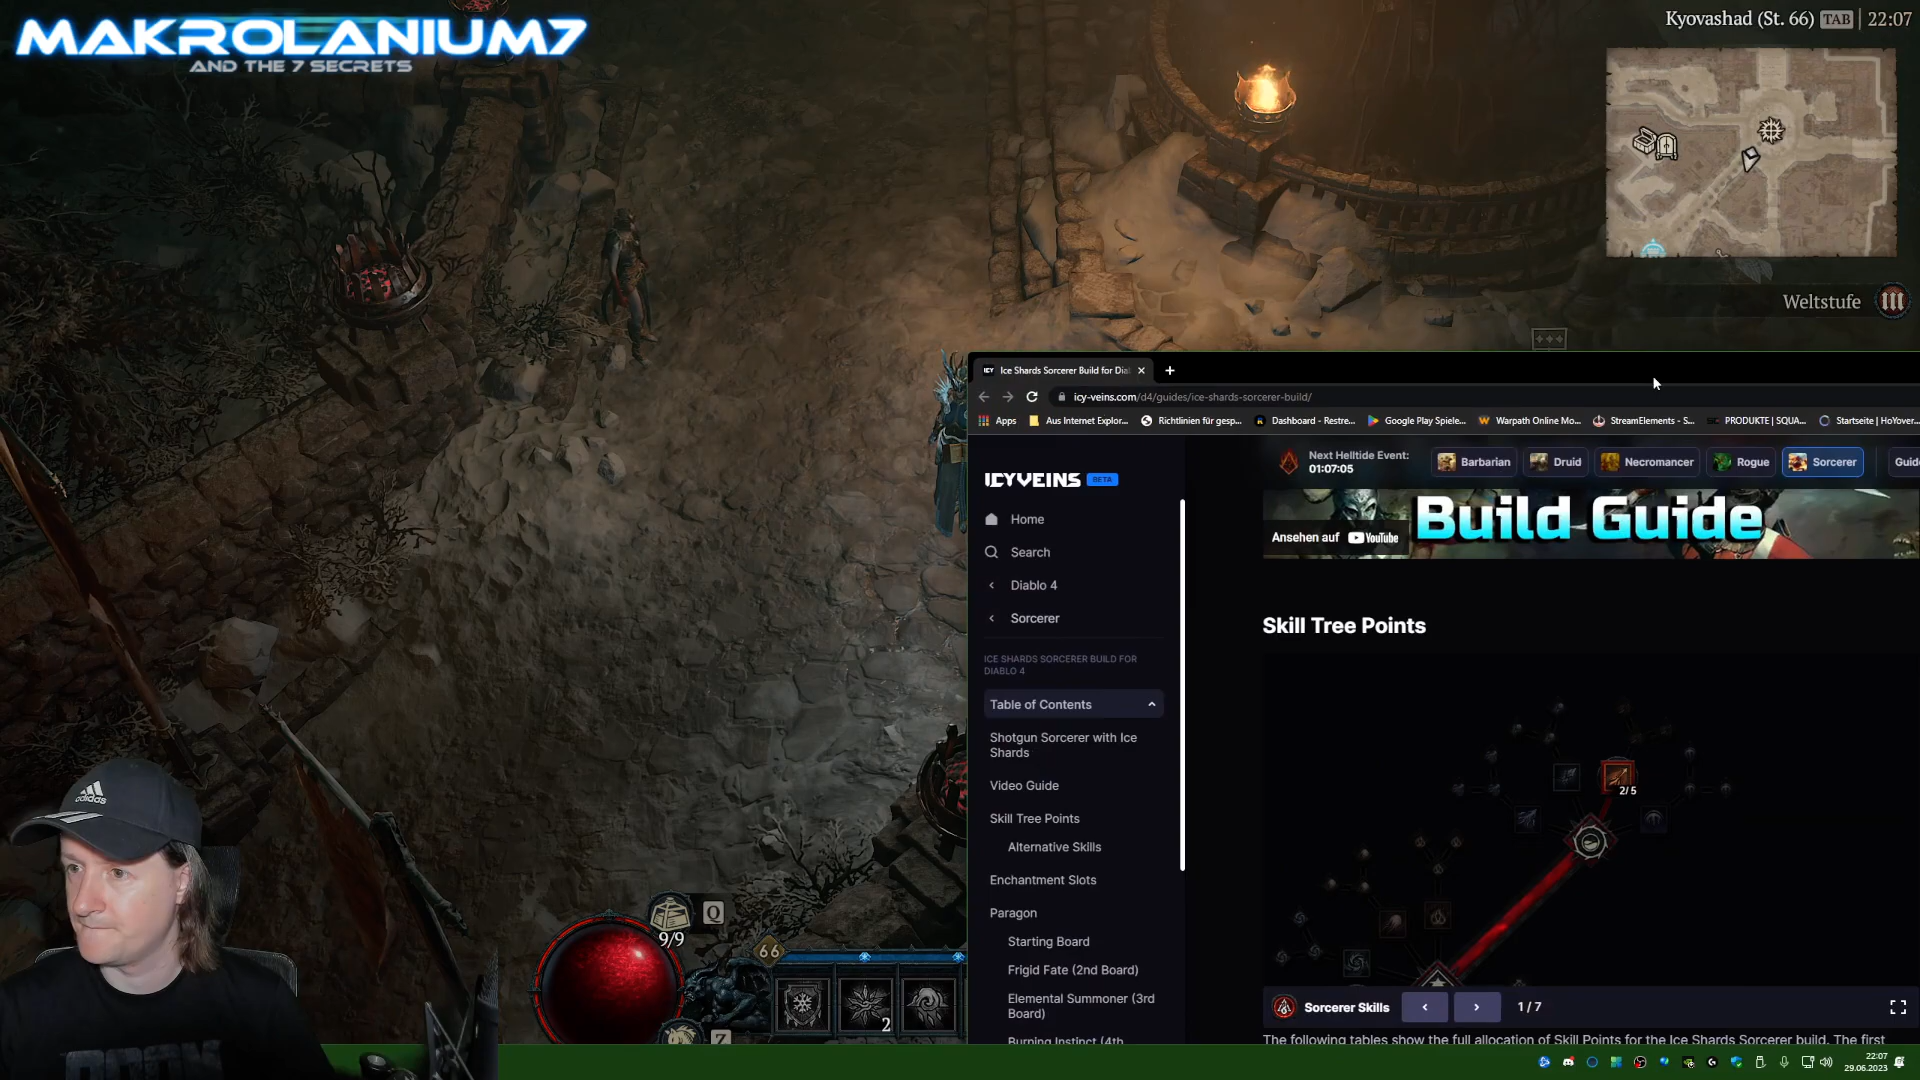 MAKROLANIUM7
AND THE 7 SECRETS
Kyovashad (St. 66) TAB | 22:07
Weltstufe III
ICY Ice Shards Sorcerer Build for Dia
icy-veins.com/d4/guides/ice-shards-sorcerer-build/
Apps
Aus Internet Explor...
Richtlinien für gesp...
Dashboard - Restre...
Google Play Spiele...
Warpath Online Mo...
StreamElements - S...
PRODUKTE | SQUA...
Startseite | HoYover...
ICYVEINS BETA
Next Helltide Event:
01:07:05
Barbarian
Druid
Necromancer
Rogue
Sorcerer
Guide
Home
Search
Diablo 4
Sorcerer
ICE SHARDS SORCERER BUILD FOR
DIABLO 4
Table of Contents
Shotgun Sorcerer with Ice
Shards
Video Guide
Skill Tree Points
Alternative Skills
Enchantment Slots
Paragon
Starting Board
Frigid Fate (2nd Board)
Elemental Summoner (3rd
Board)
Burning Instinct (4th
Build Guide
Ansehen auf YouTube
Skill Tree Points
2/5
Sorcerer Skills
1 / 7
The following tables show the full allocation of Skill Points for the Ice Shards Sorcerer build. The first
adidas
Q
9/9
66
2
Z
22:07
29.06.2023